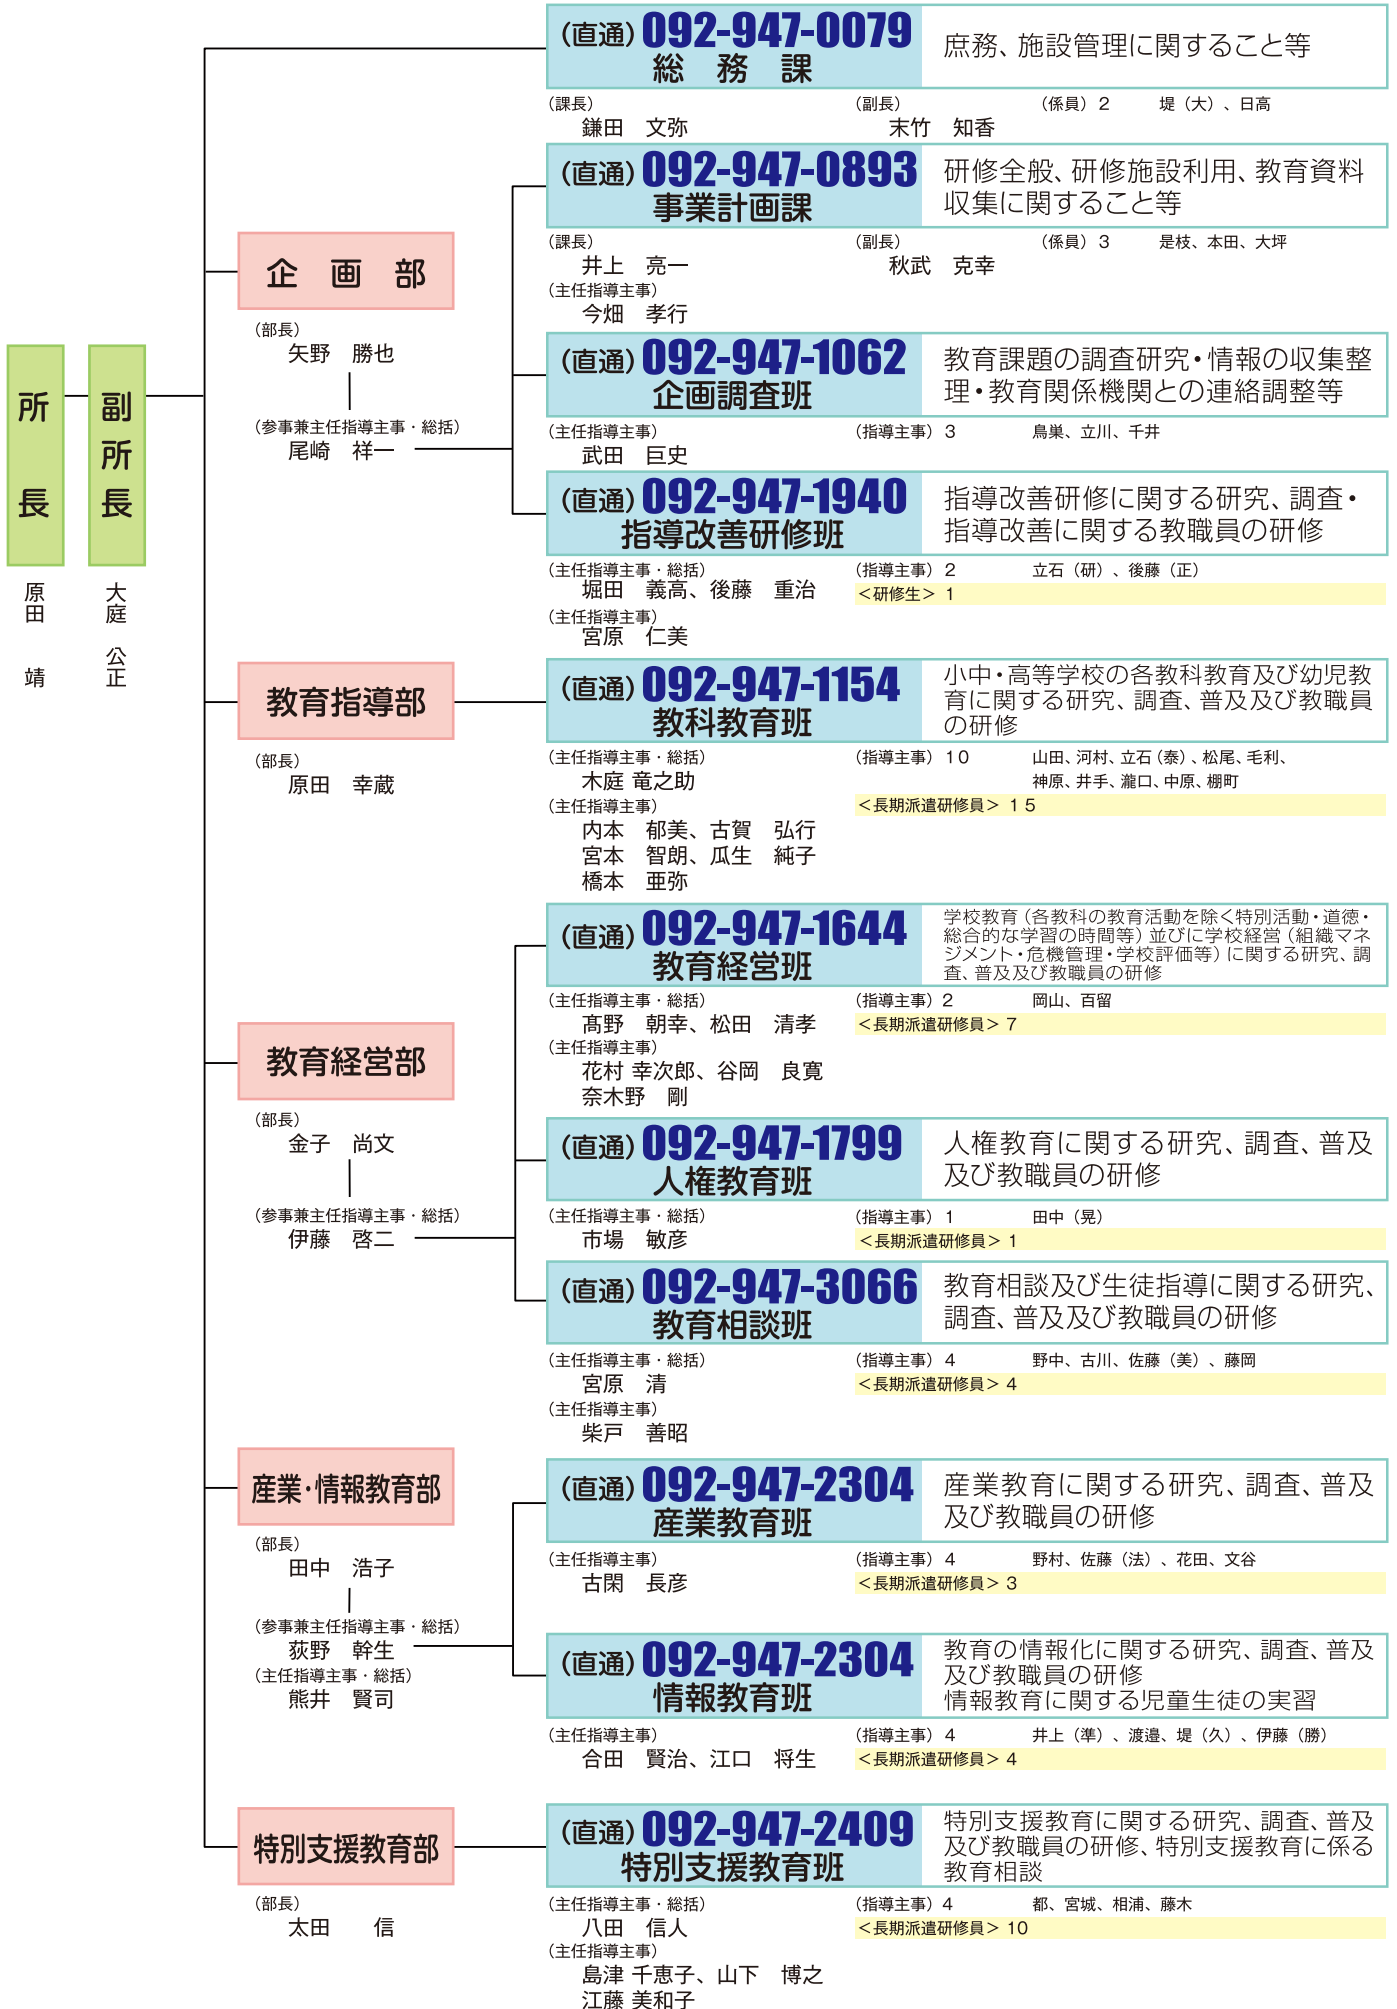 所長
原田　靖
副所長
大庭　公正
(直通) 092-947-0079
総　務　課
庶務、施設管理に関すること等
（課長）
鎌田　文弥
（副長）
末竹　知香
（係員）２　堤（大）、日高
企　画　部
（部長）
矢野　勝也
（参事兼主任指導主事・総括）
尾崎　祥一
(直通) 092-947-0893
事業計画課
研修全般、研修施設利用、教育資料
収集に関すること等
（課長）
井上　亮一
（副長）
秋武　克幸
（係員）３　是枝、本田、大坪
（主任指導主事）
今畑　孝行
(直通) 092-947-1062
企画調査班
教育課題の調査研究・情報の収集整
理・教育関係機関との連絡調整等
（主任指導主事）
武田　巨史
（指導主事）３　鳥巣、立川、千井
(直通) 092-947-1940
指導改善研修班
指導改善研修に関する研究、調査・
指導改善に関する教職員の研修
（主任指導主事・総括）
堀田　義高、後藤　重治
（指導主事）２　立石（研）、後藤（正）
＜研修生＞ 1
（主任指導主事）
宮原　仁美
教育指導部
（部長）
原田　幸蔵
(直通) 092-947-1154
教科教育班
小中・高等学校の各教科教育及び幼児教
育に関する研究、調査、普及及び教職員
の研修
（主任指導主事・総括）
木庭 竜之助
（指導主事）１０　山田、河村、立石（泰）、松尾、毛利、
神原、井手、瀧口、中原、棚町
＜長期派遣研修員＞ １５
（主任指導主事）
内本　郁美、古賀　弘行
宮本　智朗、瓜生　純子
橋本　亜弥
教育経営部
（部長）
金子　尚文
（参事兼主任指導主事・総括）
伊藤　啓二
(直通) 092-947-1644
教育経営班
学校教育（各教科の教育活動を除く特別活動・道徳・
総合的な学習の時間等）並びに学校経営（組織マネ
ジメント・危機管理・学校評価等）に関する研究、調
査、普及及び教職員の研修
（主任指導主事・総括）
髙野　朝幸、松田　清孝
（指導主事）２　岡山、百留
＜長期派遣研修員＞ 7
（主任指導主事）
花村 幸次郎、谷岡　良寛
奈木野　剛
(直通) 092-947-1799
人権教育班
人権教育に関する研究、調査、普及
及び教職員の研修
（主任指導主事・総括）
市場　敏彦
（指導主事）１　田中（晃）
＜長期派遣研修員＞ 1
(直通) 092-947-3066
教育相談班
教育相談及び生徒指導に関する研究、
調査、普及及び教職員の研修
（主任指導主事・総括）
宮原　清
（指導主事）４　野中、古川、佐藤（美）、藤岡
＜長期派遣研修員＞ 4
（主任指導主事）
柴戸　善昭
産業・情報教育部
（部長）
田中　浩子
（参事兼主任指導主事・総括）
荻野　幹生
（主任指導主事・総括）
熊井　賢司
(直通) 092-947-2304
産業教育班
産業教育に関する研究、調査、普及
及び教職員の研修
（主任指導主事）
古閑　長彦
（指導主事）４　野村、佐藤（法）、花田、文谷
＜長期派遣研修員＞ 3
(直通) 092-947-2304
情報教育班
教育の情報化に関する研究、調査、普及
及び教職員の研修
情報教育に関する児童生徒の実習
（主任指導主事）
合田　賢治、江口　将生
（指導主事）４　井上（準）、渡邉、堤（久）、伊藤（勝）
＜長期派遣研修員＞ 4
特別支援教育部
（部長）
太田　信
(直通) 092-947-2409
特別支援教育班
特別支援教育に関する研究、調査、普及
及び教職員の研修、特別支援教育に係る
教育相談
（主任指導主事・総括）
八田　信人
（指導主事）４　都、宮城、相浦、藤木
＜長期派遣研修員＞ 10
（主任指導主事）
島津 千恵子、山下　博之
江藤 美和子